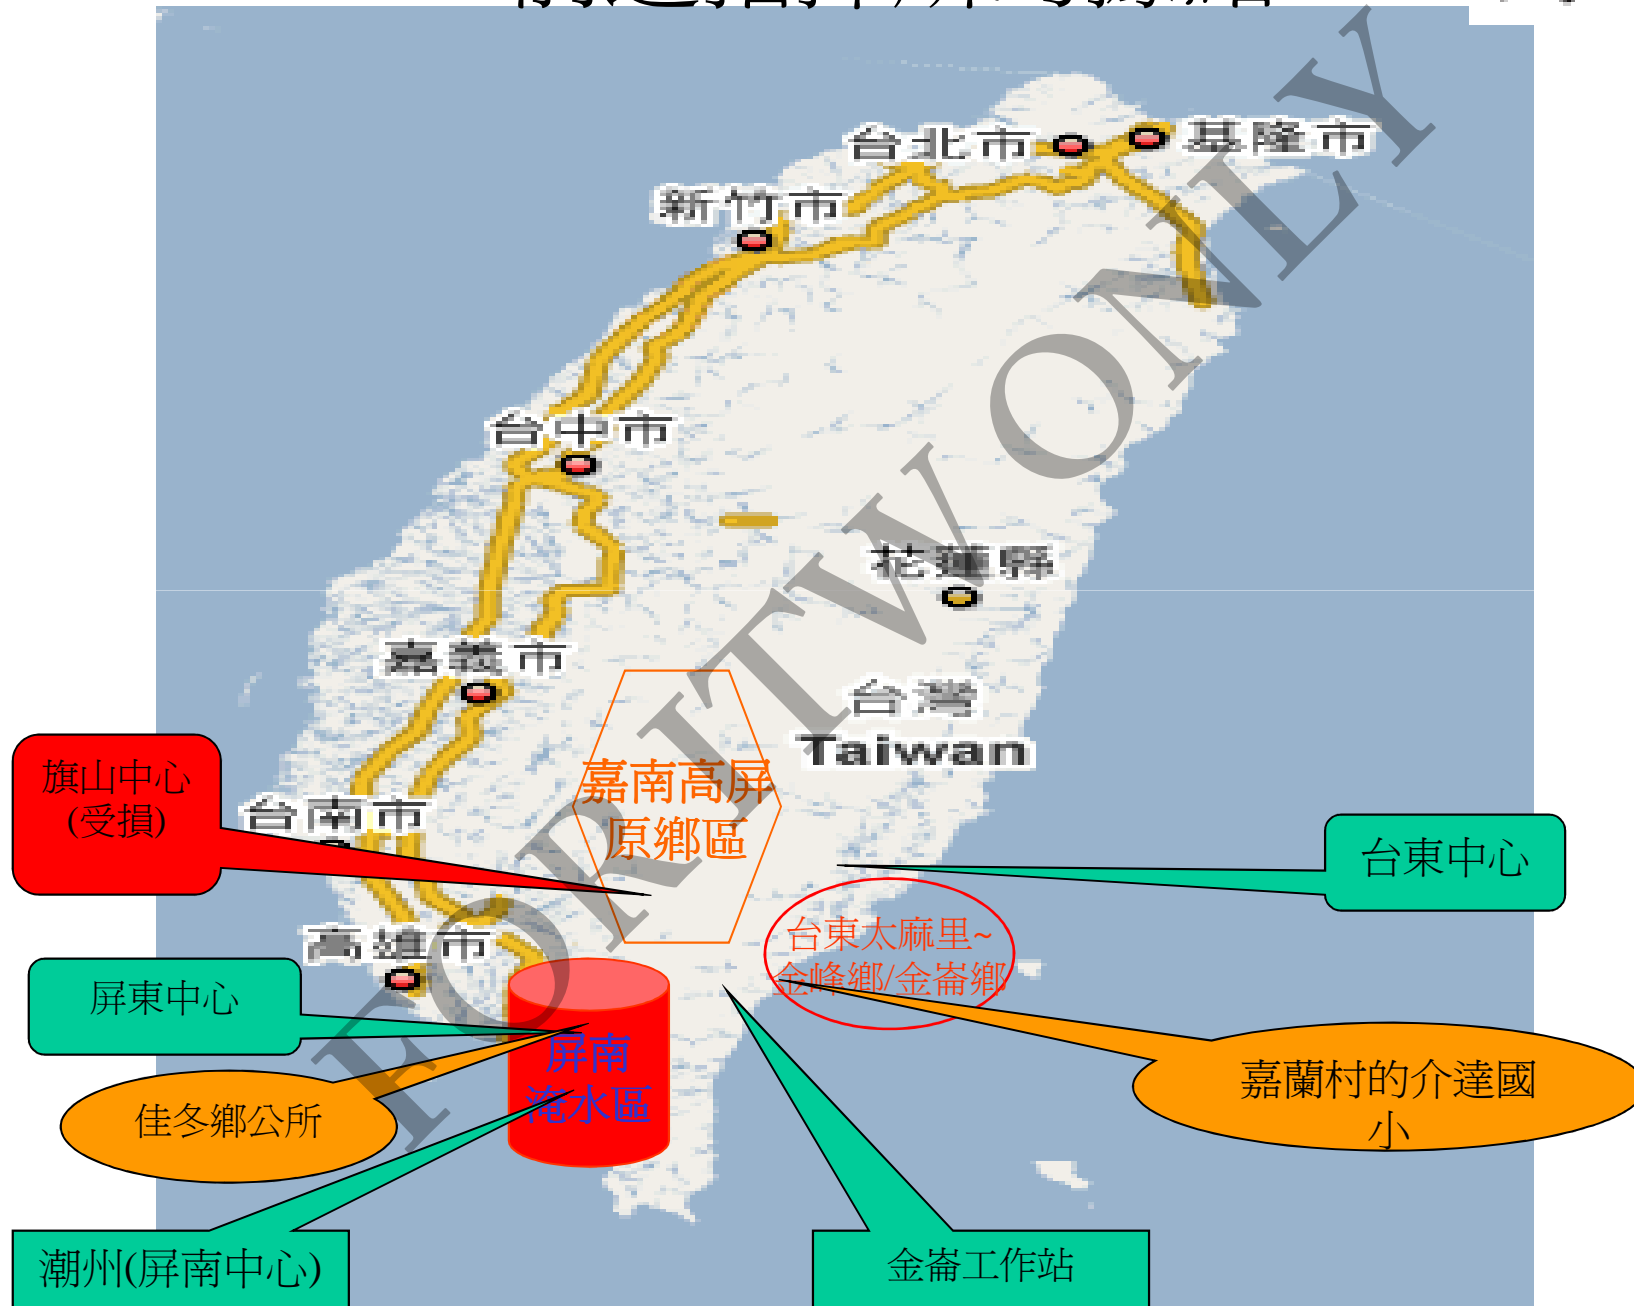 台北市
基隆市
新竹市
台中市
花蓮縣
嘉義市
台灣
Taiwan
旗山中心
(受損)
嘉南高屏
原鄉區
台南市
台東中心
高雄市
台東太麻里~
金峰鄉/金崙鄉
屏東中心
屏南
淹水區
嘉蘭村的介達國
小
佳冬鄉公所
潮州(屏南中心)
金崙工作站
FOR ITW ONLY